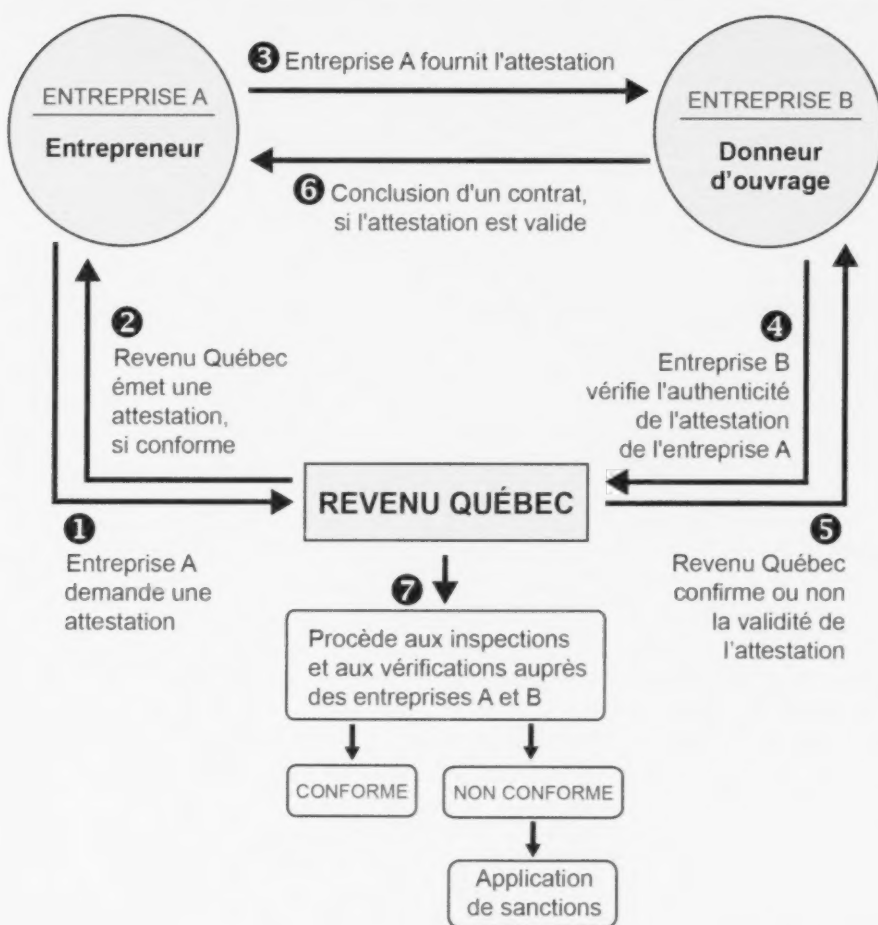 ❸ Entreprise A fournit l'attestation
ENTREPRISE A
Entrepreneur
ENTREPRISE B
Donneur
d'ouvrage
❻ Conclusion d'un contrat,
si l'attestation est valide
❷
Revenu Québec
émet une
attestation,
si conforme
❹
Entreprise B
vérifie l'authenticité
de l'attestation
de l'entreprise A
REVENU QUÉBEC
❶
Entreprise A
demande une
attestation
❺
Revenu Québec
confirme ou non
la validité de
l'attestation
❼
Procède aux inspections
et aux vérifications auprès
des entreprises A et B
CONFORME
NON CONFORME
Application
de sanctions